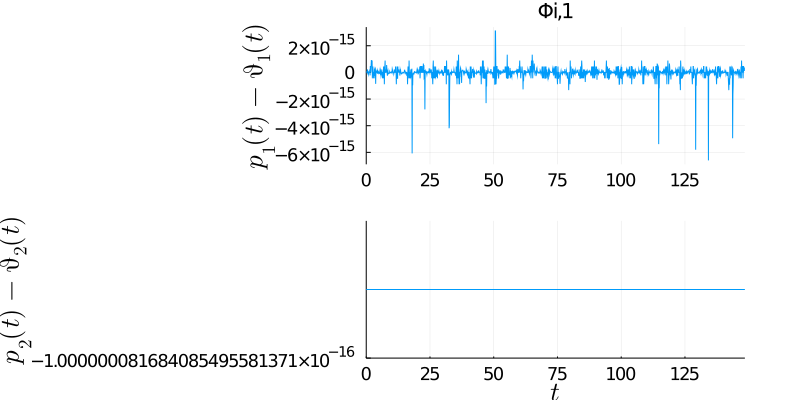 Φi,1
p₁(t) − ϑ₁(t)
2×10⁻¹⁵
0
−2×10⁻¹⁵
−4×10⁻¹⁵
−6×10⁻¹⁵
0 25 50 75 100 125
p₂(t) − ϑ₂(t)
−1.00000008168408549558137​1×10⁻¹⁶
0 25 50 75 100 125
t